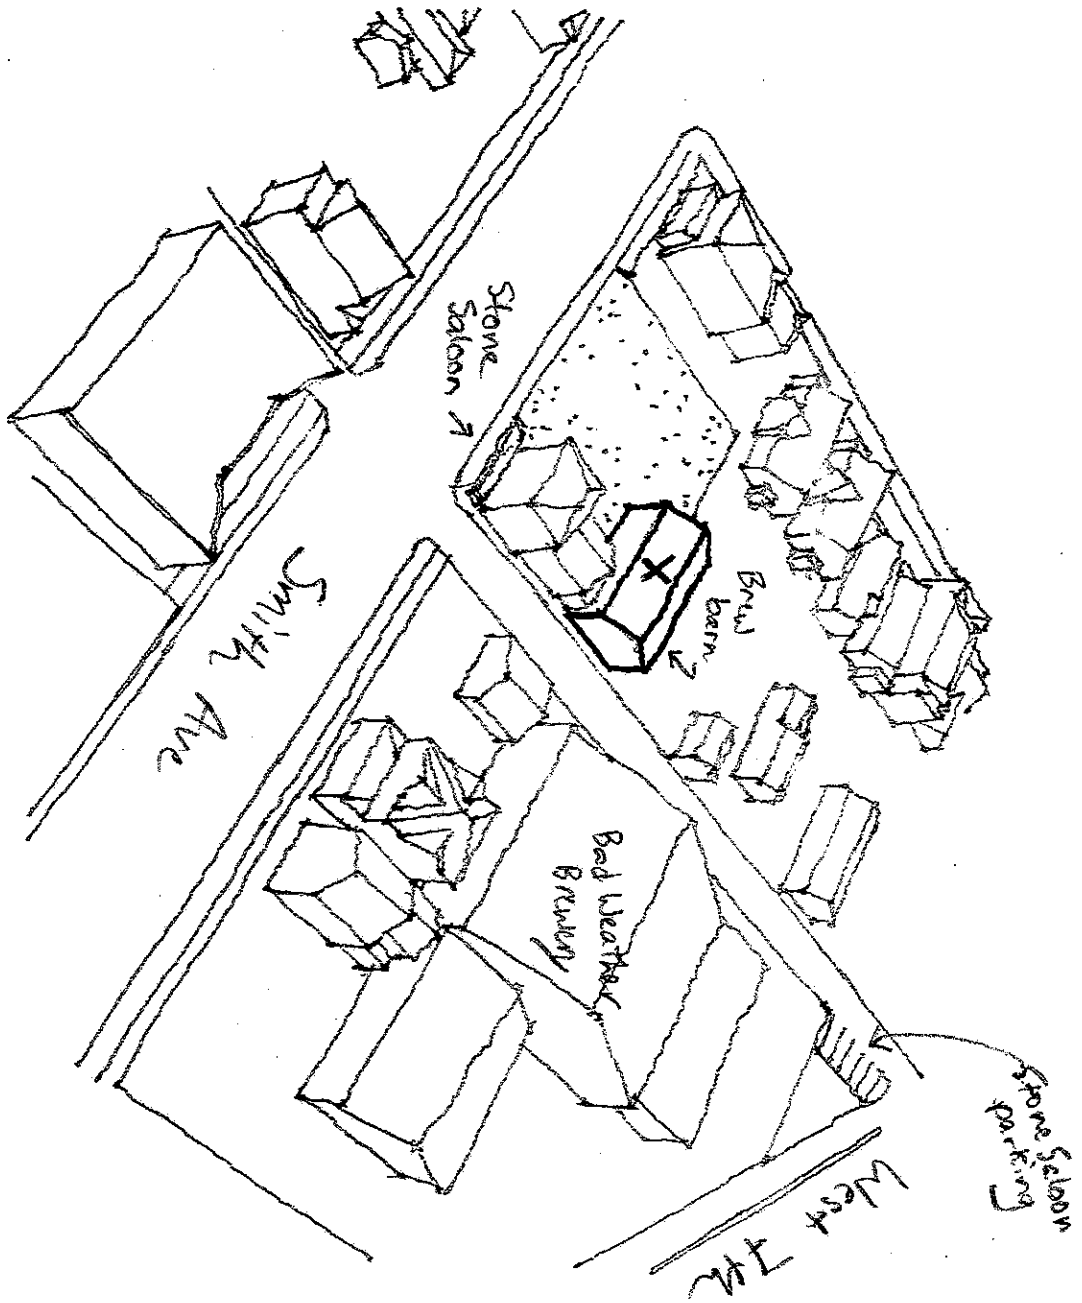 Stone
Saloon
Brew
barn
Smith Ave
Bad Weather
Brewery
Stone Saloon
parking
West 7th